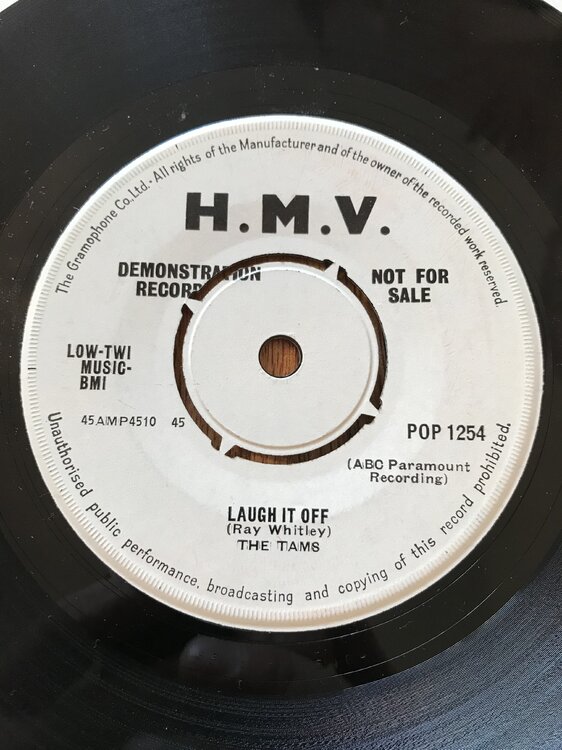 The Gramophone Co. Ltd. · All rights of the Manufacturer and of the owner of the recorded work reserved.
H.M.V.
DEMONSTRATION
RECORD
NOT FOR
SALE
LOW-TWI
MUSIC-
BMI
45AMP4510 45
POP 1254
(ABC Paramount
Recording)
LAUGH IT OFF
(Ray Whitley)
THE TAMS
Unauthorised public performance, broadcasting and copying of this record prohibited.